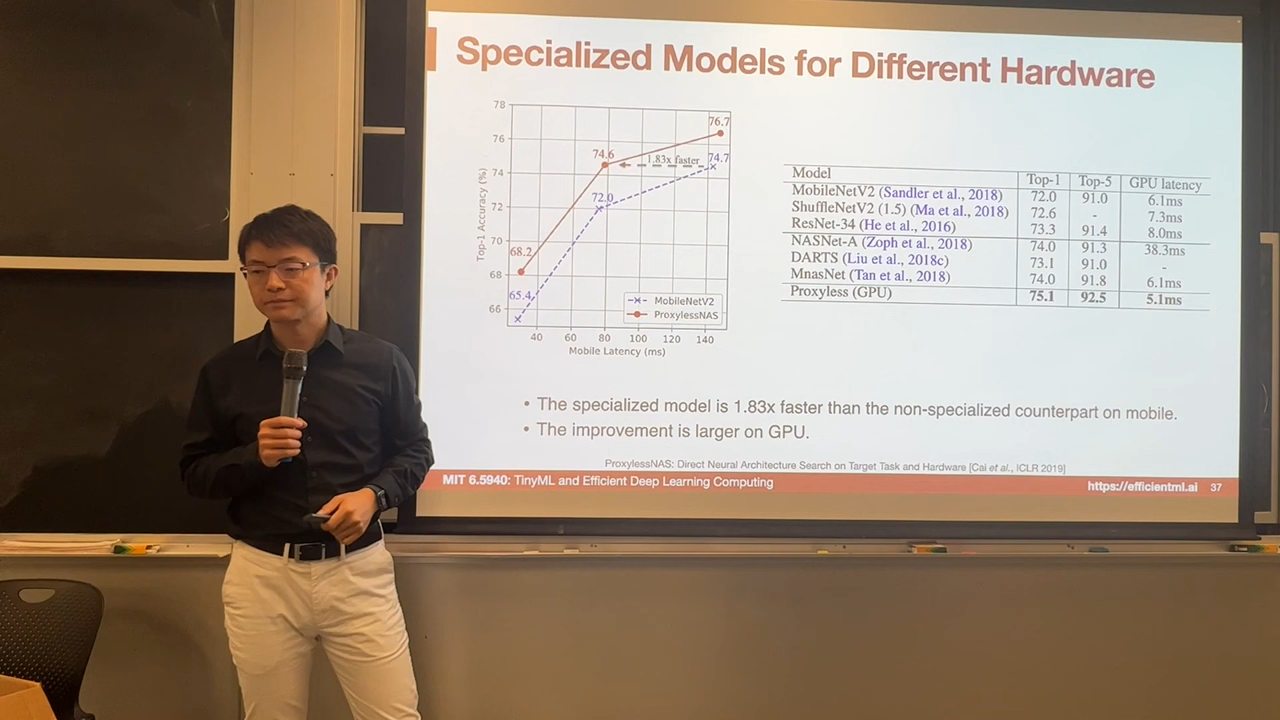 Specialized Models for Different Hardware
78
76
74
72
70
68
66
Top-1 Accuracy (%)
76.7
74.6
1.83x faster
74.7
72.0
68.2
65.4
MobileNetV2
ProxylessNAS
40 60 80 100 120 140
Mobile Latency (ms)
Model Top-1 Top-5 GPU latency
MobileNetV2 (Sandler et al., 2018) 72.0 91.0 6.1ms
ShuffleNetV2 (1.5) (Ma et al., 2018) 72.6 - 7.3ms
ResNet-34 (He et al., 2016) 73.3 91.4 8.0ms
NASNet-A (Zoph et al., 2018) 74.0 91.3 38.3ms
DARTS (Liu et al., 2018c) 73.1 91.0 -
MnasNet (Tan et al., 2018) 74.0 91.8 6.1ms
Proxyless (GPU) 75.1 92.5 5.1ms
• The specialized model is 1.83x faster than the non-specialized counterpart on mobile.
• The improvement is larger on GPU.
ProxylessNAS: Direct Neural Architecture Search on Target Task and Hardware [Cai et al., ICLR 2019]
MIT 6.5940: TinyML and Efficient Deep Learning Computing https://efficientml.ai 37